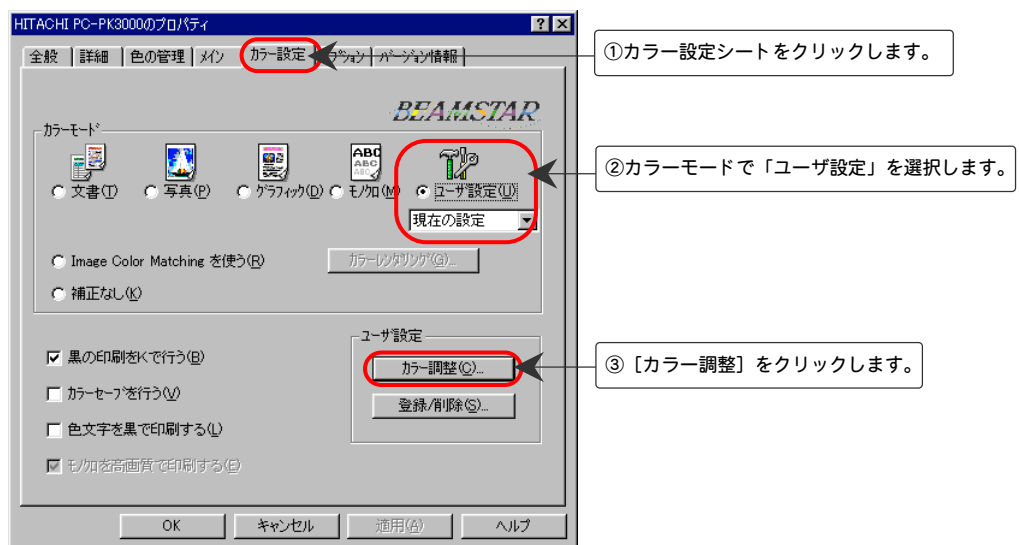 HITACHI PC-PK3000のプロパティ
全般 詳細 色の管理 メイン カラー設定 バージョン情報
①カラー設定シートをクリックします。
BEAMSTAR
カラーモード
ABC
ABC
ABC
文書(T) 写真(P) グラフィック(D) モノクロ(M) ユーザ設定(U)
②カラーモードで「ユーザ設定」を選択します。
現在の設定
Image Color Matching を使う(R) カラーレンダリング(G)...
補正なし(K)
ユーザ設定
黒の印刷をKで行う(B)
カラー調整(C)...
③［カラー調整］をクリックします。
カラーセーブを行う(V)
登録/削除(S)...
色文字を黒で印刷する(L)
モノクロを高画質で印刷する(E)
OK キャンセル 適用(A) ヘルプ